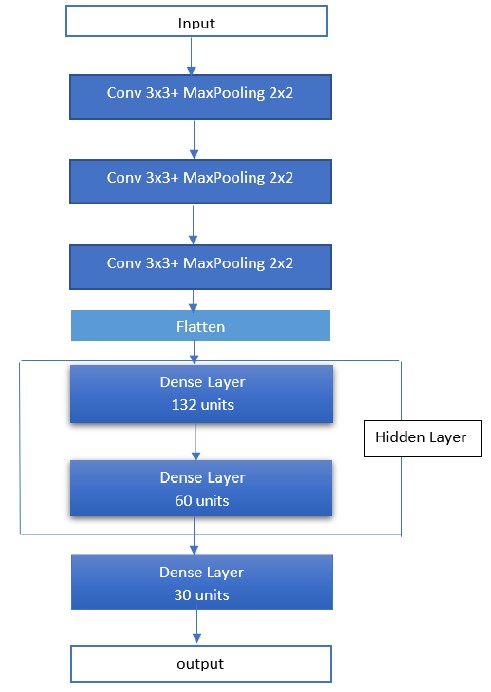 Input
Conv 3x3+ MaxPooling 2x2
Conv 3x3+ MaxPooling 2x2
Conv 3x3+ MaxPooling 2x2
Flatten
Dense Layer
132 units
Hidden Layer
Dense Layer
60 units
Dense Layer
30 units
output